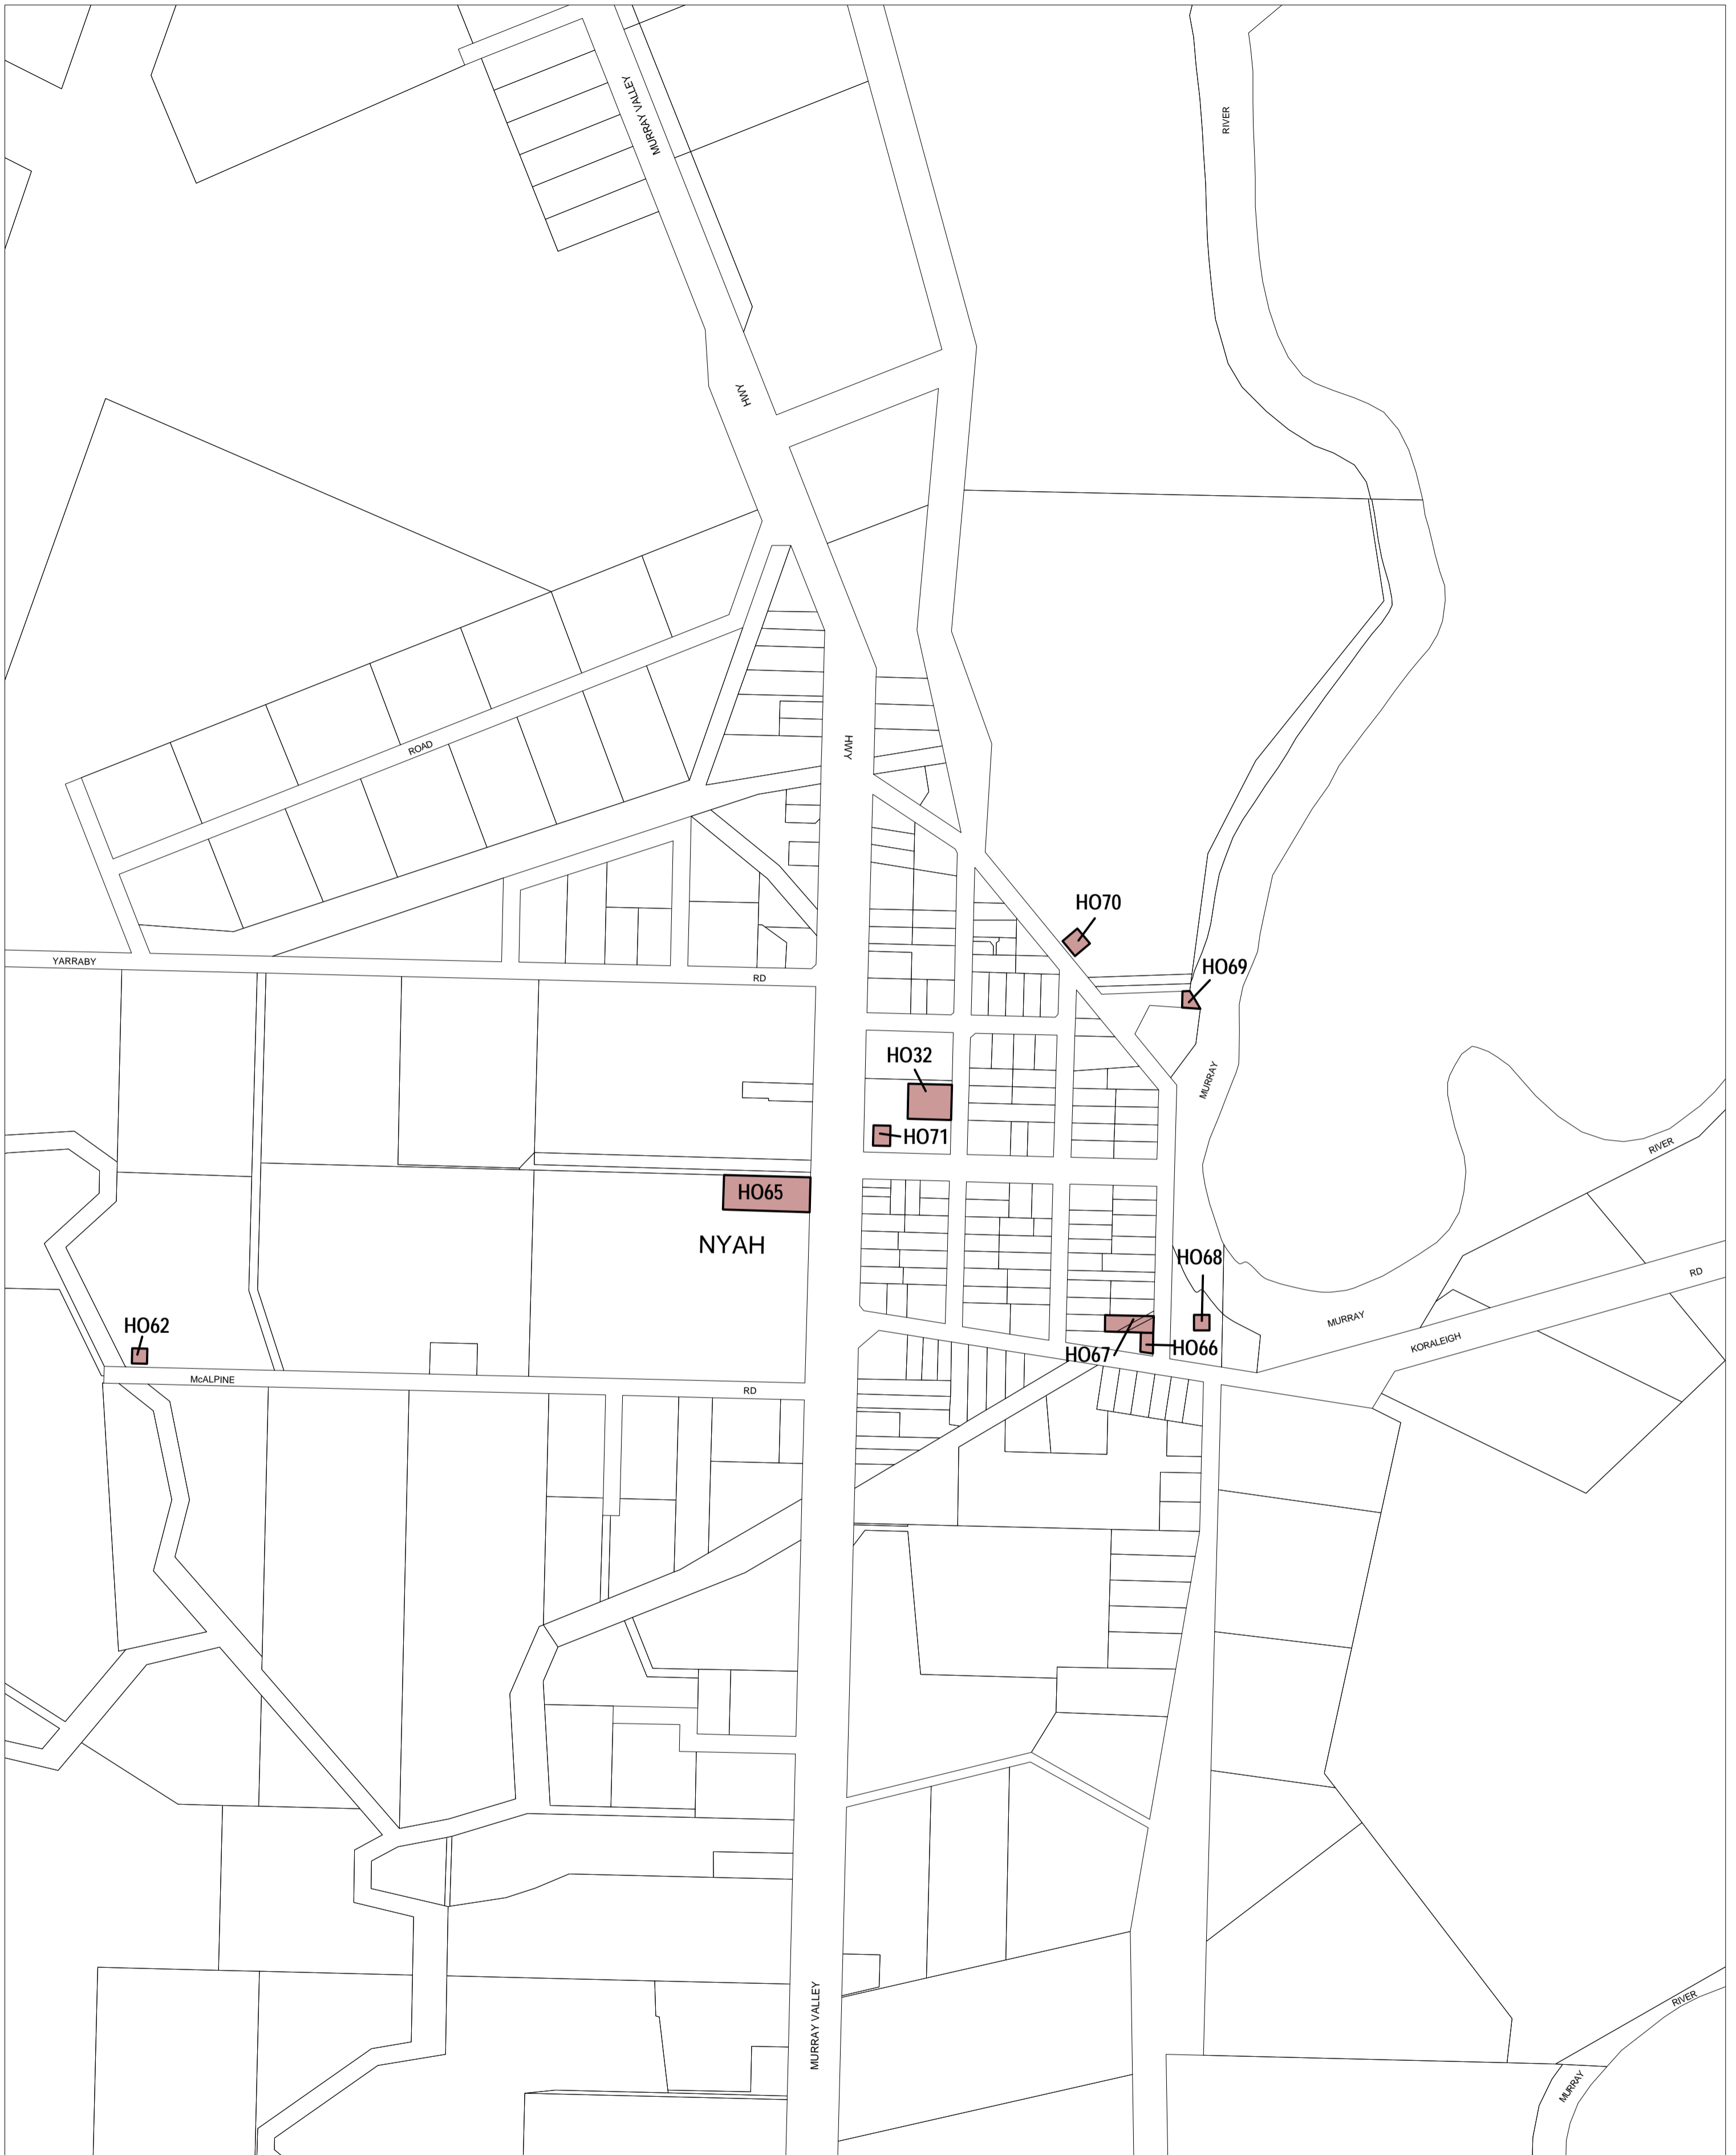 MURRAY VALLEY
RIVER
HWY
HWY
ROAD
HO70
YARRABY
RD
HO69
HO32
MURRAY
HO71
RIVER
HO65
NYAH
HO68
RD
HO62
MURRAY
KORALEIGH
HO67
HO66
McALPINE
RD
MURRAY VALLEY
RIVER
MURRAY